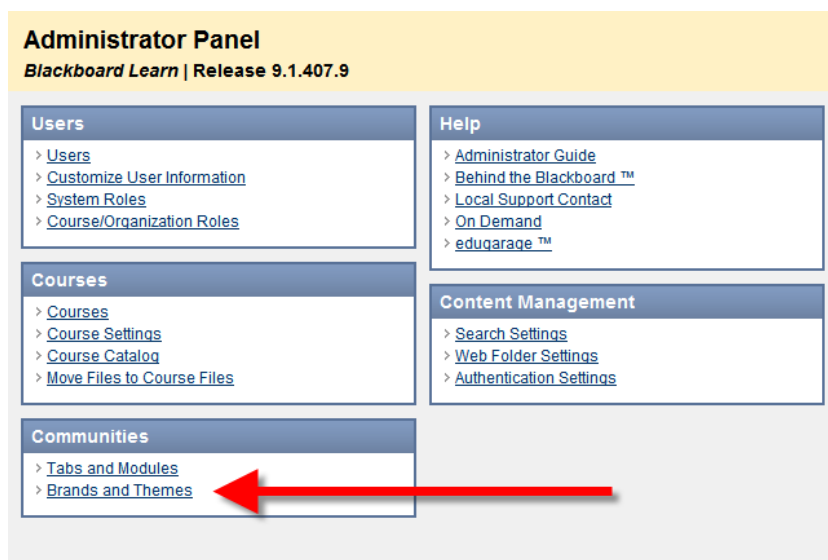 Administrator Panel
Blackboard Learn | Release 9.1.407.9
Users
> Users
> Customize User Information
> System Roles
> Course/Organization Roles
Courses
> Courses
> Course Settings
> Course Catalog
> Move Files to Course Files
Communities
> Tabs and Modules
> Brands and Themes
Help
> Administrator Guide
> Behind the Blackboard ™
> Local Support Contact
> On Demand
> edugarage ™
Content Management
> Search Settings
> Web Folder Settings
> Authentication Settings